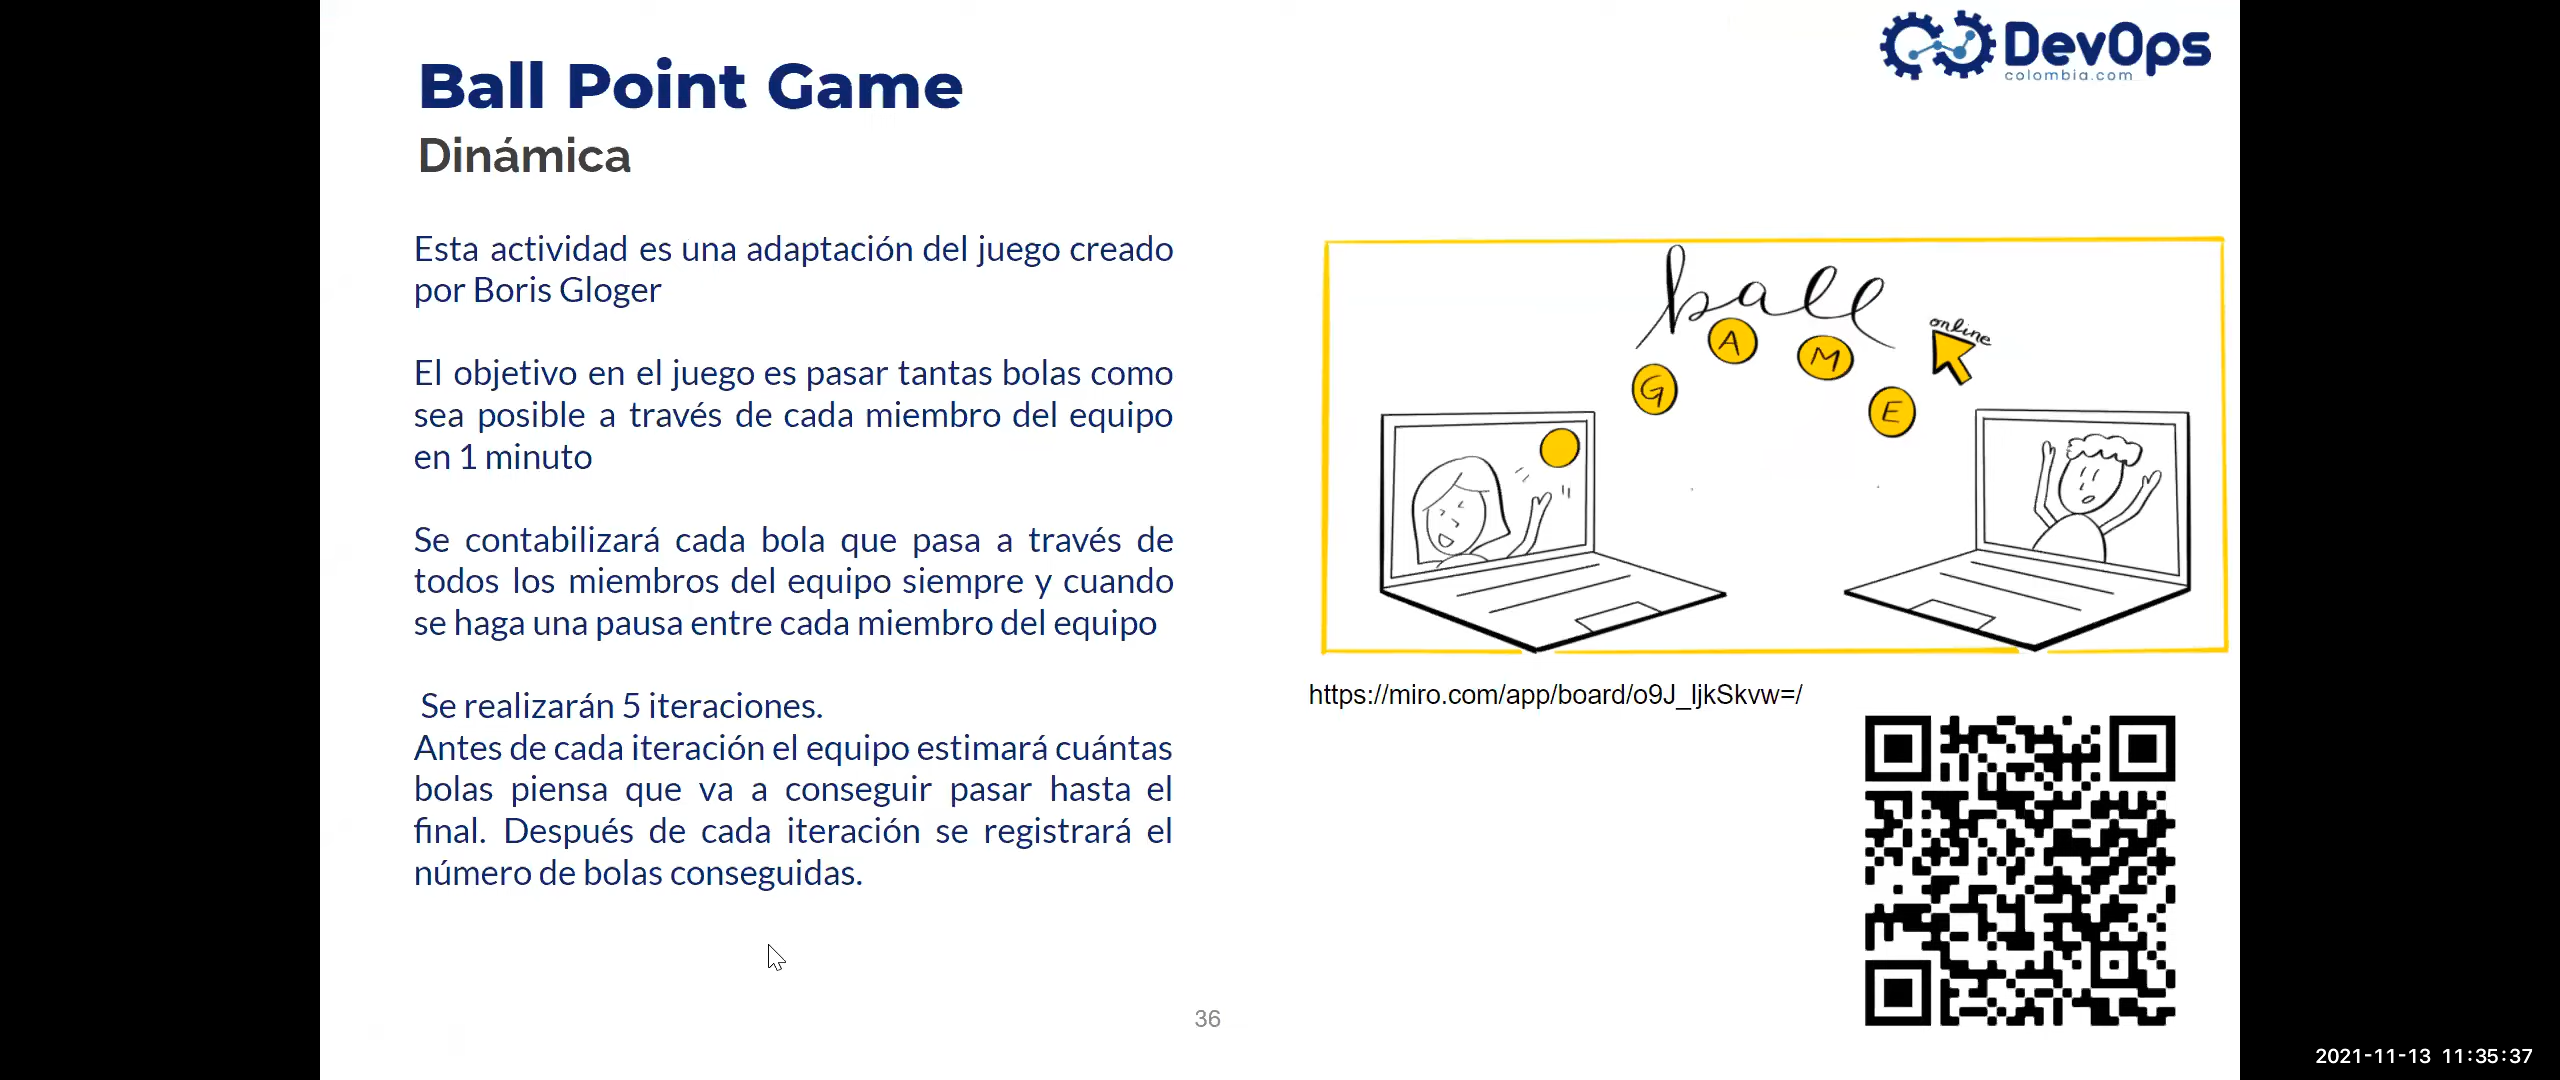 DevOps
colombia.com
Ball Point Game
Dinámica
Esta actividad es una adaptación del juego creado
por Boris Gloger
El objetivo en el juego es pasar tantas bolas como
sea posible a través de cada miembro del equipo
en 1 minuto
Se contabilizará cada bola que pasa a través de
todos los miembros del equipo siempre y cuando
se haga una pausa entre cada miembro del equipo
Se realizarán 5 iteraciones.
Antes de cada iteración el equipo estimará cuántas
bolas piensa que va a conseguir pasar hasta el
final. Después de cada iteración se registrará el
número de bolas conseguidas.
ball
GAME
online
https://miro.com/app/board/o9J_ljkSkvw=/
36
2021-11-13 11:35:37